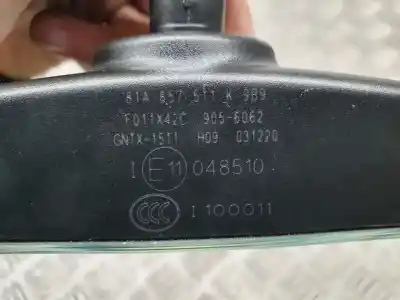 81A 857 511 K 9B9
F011X42C 905-6062
GNTX-1511 H09 031220
I E11 048510
CCC I 100011